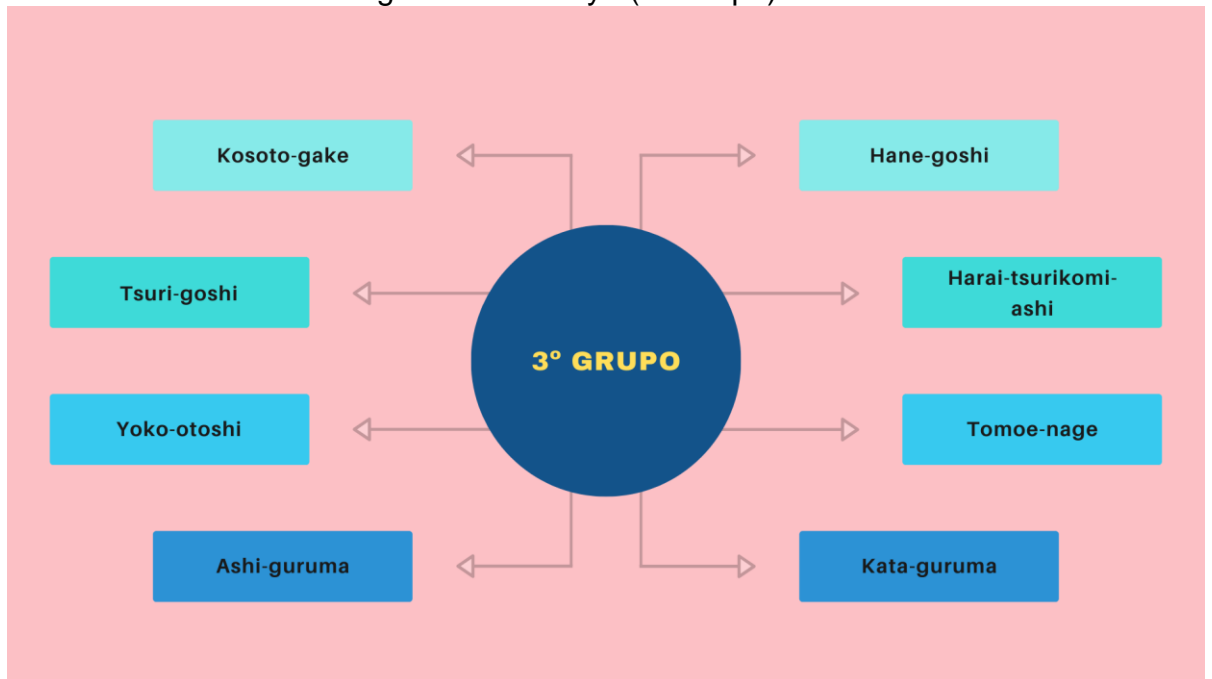 Kosoto-gake
Hane-goshi
Tsuri-goshi
Harai-tsurikomi-
ashi
3º GRUPO
Yoko-otoshi
Tomoe-nage
Ashi-guruma
Kata-guruma